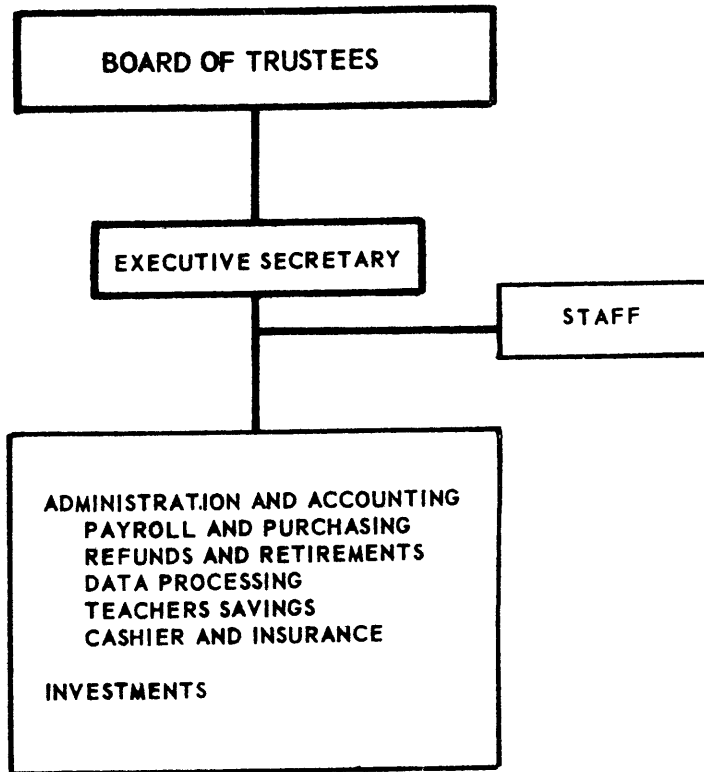 BOARD OF TRUSTEES
EXECUTIVE SECRETARY
STAFF
ADMINISTRATION AND ACCOUNTING
PAYROLL AND PURCHASING
REFUNDS AND RETIREMENTS
DATA PROCESSING
TEACHERS SAVINGS
CASHIER AND INSURANCE
INVESTMENTS